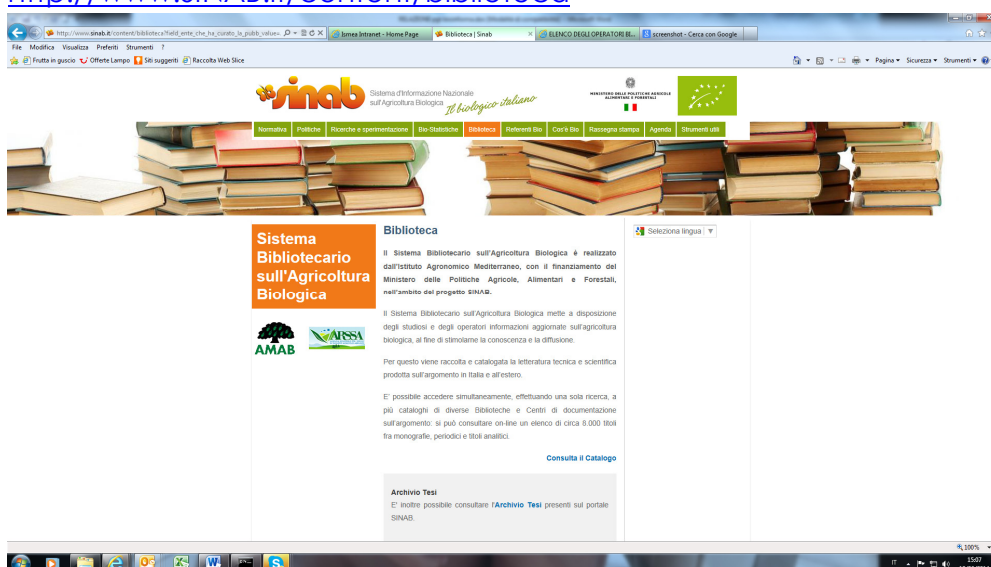 http://www.SINAB.it/content/biblioteca
http://www.sinab.it/content/biblioteca?field_ente_che_ha_curato_la_pubb_value=
Ismea Intranet - Home Page
Biblioteca | Sinab
ELENCO DEGLI OPERATORI BI...
screenshot - Cerca con Google
File Modifica Visualizza Preferiti Strumenti ?
Frutta in guscio Offerte Lampo Siti suggeriti Raccolta Web Slice
Pagina Sicurezza Strumenti
sinab
Sistema d'Informazione Nazionale
sull'Agricoltura Biologica
Il biologico italiano
MINISTERO DELLE POLITICHE AGRICOLE
ALIMENTARI E FORESTALI
Normativa Politiche Ricerche e sperimentazione Bio-Statistiche Biblioteca Referenti Bio Cos'è Bio Rassegna stampa Agenda Strumenti utili
Sistema
Bibliotecario
sull'Agricoltura
Biologica
AMAB
ARSSA
Biblioteca
Il Sistema Bibliotecario sull'Agricoltura Biologica è realizzato
dall'Istituto Agronomico Mediterraneo, con il finanziamento del
Ministero delle Politiche Agricole, Alimentari e Forestali,
nell'ambito del progetto SINAB.
Il Sistema Bibliotecario sull'Agricoltura Biologica mette a disposizione
degli studiosi e degli operatori informazioni aggiornate sull'agricoltura
biologica, al fine di stimolarne la conoscenza e la diffusione.
Per questo viene raccolta e catalogata la letteratura tecnica e scientifica
prodotta sull'argomento in Italia e all'estero.
E' possibile accedere simultaneamente, effettuando una sola ricerca, a
più cataloghi di diverse Biblioteche e Centri di documentazione
sull'argomento: si può consultare on-line un elenco di circa 8.000 titoli
fra monografie, periodici e titoli analitici.
Consulta il Catalogo
Archivio Tesi
E' inoltre possibile consultare l'Archivio Tesi presenti sul portale
SINAB.
Seleziona lingua
100%
IT
15:07